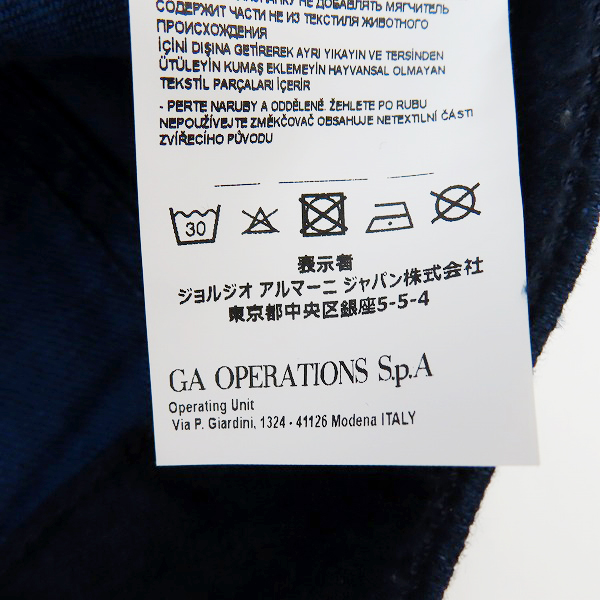 НЕ ДОБАВЛЯТЬ МЯГЧИТЕЛЬ
СОДЕРЖИТ ЧАСТИ НЕ ИЗ ТЕКСТИЛЯ ЖИВОТНОГО
ПРОИСХОЖДЕНИЯ
İÇİNİ DIŞINA GETİREREK AYRI YIKAYIN VE TERSİNDEN
ÜTÜLEYİN KUMAŞ EKLEMEYİN HAYVANSAL OLMAYAN
TEKSTİL PARÇALARI İÇERİR
- PERTE NARUBY A ODDĚLENĚ. ŽEHLETE PO RUBU
NEPOUŽÍVEJTE ZMĚKČOVAČ OBSAHUJE NETEXTILNÍ ČÁSTI
ZVÍŘECÍHO PŮVODU
30
表示者
ジョルジオ アルマーニ ジャパン株式会社
東京都中央区銀座5-5-4
GA OPERATIONS S.p.A
Operating Unit
Via P. Giardini, 1324 - 41126 Modena ITALY